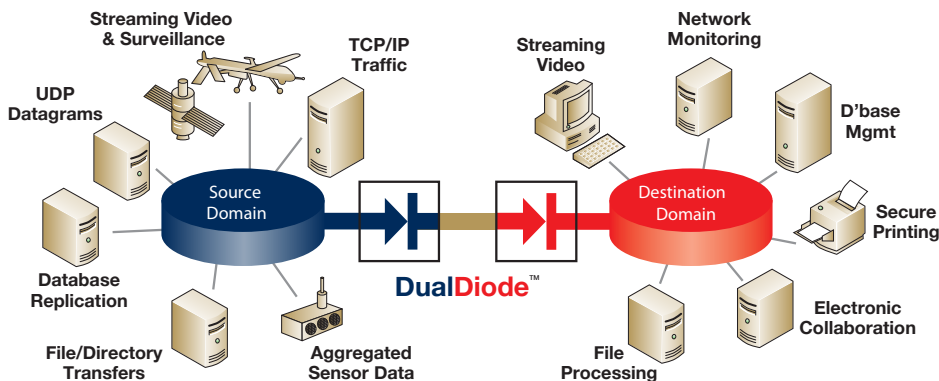 Streaming Video
& Surveillance
TCP/IP
Traffic
UDP
Datagrams
Source
Domain
Database
Replication
File/Directory
Transfers
Aggregated
Sensor Data
DualDiode™
Streaming
Video
Network
Monitoring
D'base
Mgmt
Destination
Domain
Secure
Printing
Electronic
Collaboration
File
Processing